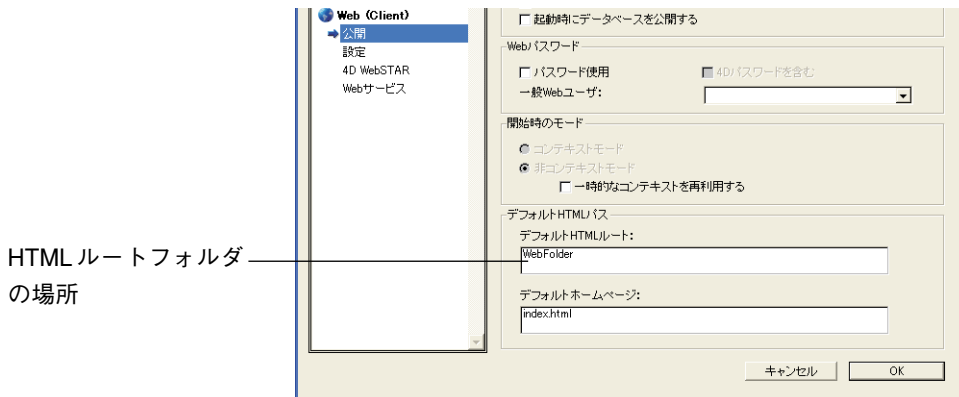 Web (Client)
公開
設定
4D WebSTAR
Webサービス
起動時にデータベースを公開する
Webパスワード
パスワード使用
4Dパスワードを含む
一般Webユーザ:
開始時のモード
コンテキストモード
非コンテキストモード
一時的なコンテキストを再利用する
デフォルトHTMLパス
デフォルトHTMLルート:
WebFolder
デフォルトホームページ:
index.html
キャンセル
OK
HTMLルートフォルダ
の場所